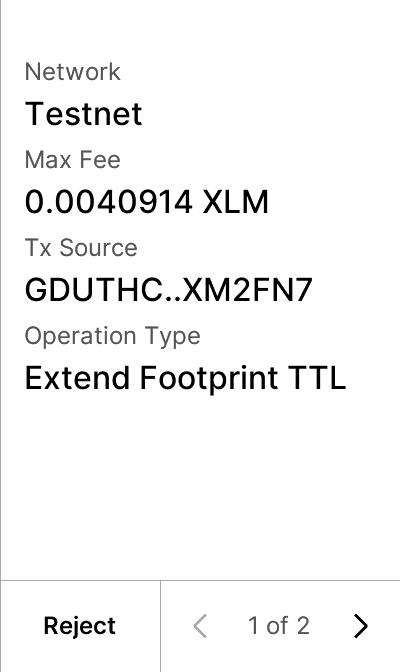 Network
Testnet
Max Fee
0.0040914 XLM
Tx Source
GDUTHC..XM2FN7
Operation Type
Extend Footprint TTL
Reject
1 of 2